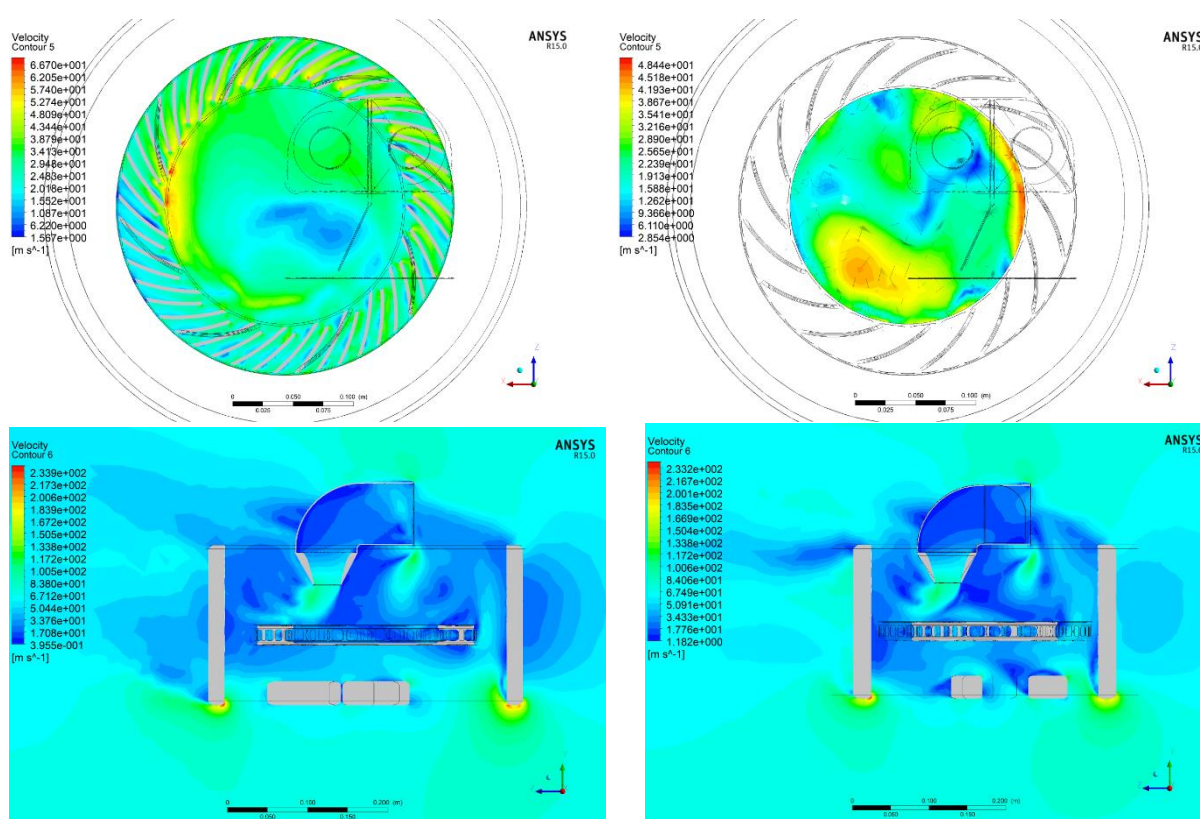 Velocity
Contour 5
6.670e+001
6.205e+001
5.740e+001
5.274e+001
4.809e+001
4.344e+001
3.879e+001
3.413e+001
2.948e+001
2.483e+001
2.018e+001
1.552e+001
1.087e+001
6.220e+000
1.567e+000
[m s^-1]
ANSYS
R15.0
0 0.050 0.100 (m)
0.025 0.075
X Z
Velocity
Contour 5
4.844e+001
4.518e+001
4.193e+001
3.867e+001
3.541e+001
3.216e+001
2.890e+001
2.565e+001
2.239e+001
1.913e+001
1.588e+001
1.262e+001
9.366e+000
6.110e+000
2.854e+000
[m s^-1]
ANSYS
R15.0
0 0.050 0.100 (m)
0.025 0.075
X Z
Velocity
Contour 6
2.339e+002
2.173e+002
2.006e+002
1.839e+002
1.672e+002
1.505e+002
1.338e+002
1.172e+002
1.005e+002
8.380e+001
6.712e+001
5.044e+001
3.376e+001
1.708e+001
3.955e-001
[m s^-1]
ANSYS
R15.0
0 0.100 0.200 (m)
0.050 0.150
Velocity
Contour 6
2.332e+002
2.167e+002
2.001e+002
1.835e+002
1.669e+002
1.504e+002
1.338e+002
1.172e+002
1.006e+002
8.406e+001
6.749e+001
5.091e+001
3.433e+001
1.776e+001
1.182e+000
[m s^-1]
ANSYS
R15.0
0 0.100 0.200 (m)
0.050 0.150